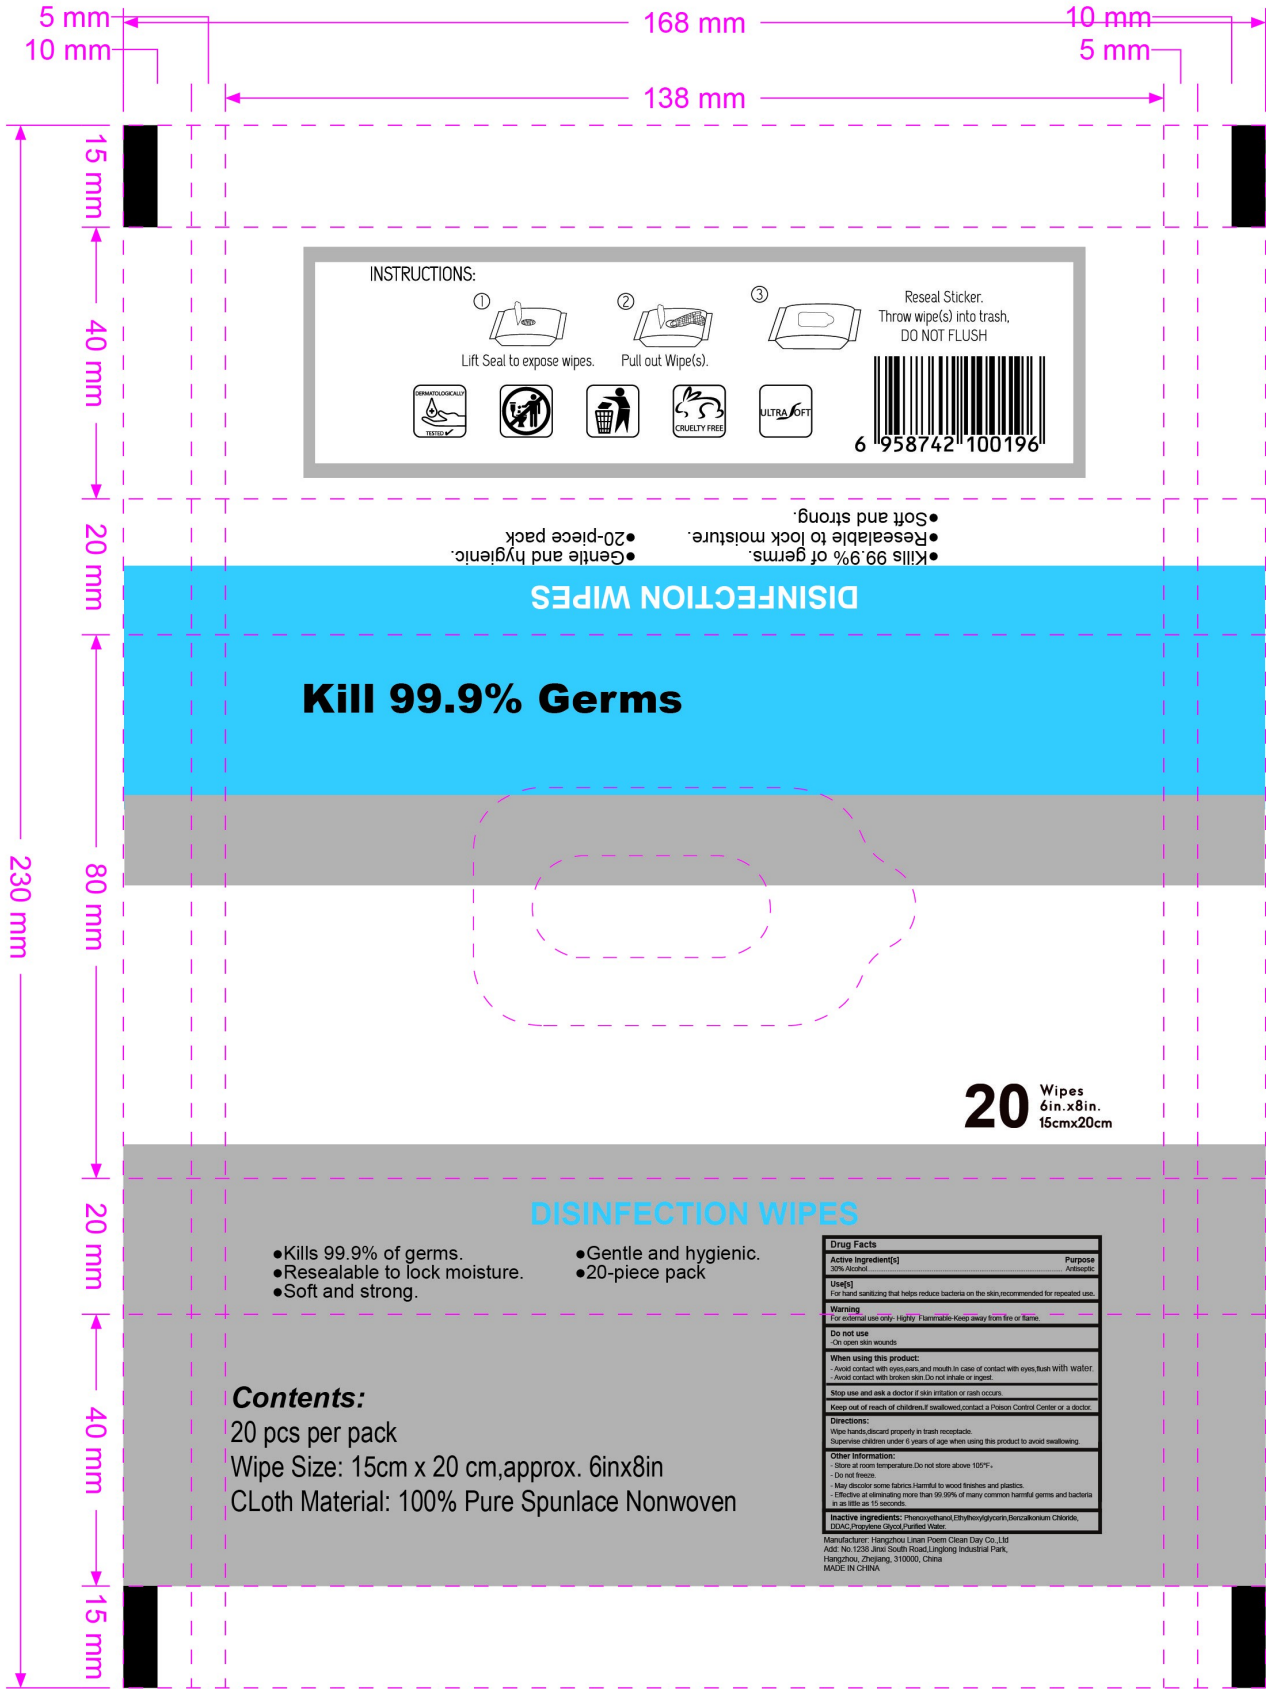 5 mm
10 mm
168 mm
10 mm
5 mm
138 mm
15 mm
40 mm
20 mm
80 mm
230 mm
20 mm
40 mm
15 mm
INSTRUCTIONS:
1
2
3
Lift Seal to expose wipes.
Pull out Wipe(s).
Reseal Sticker.
Throw wipe(s) into trash,
DO NOT FLUSH
DERMATOLOGICALLY
TESTED
CRUELTY FREE
ULTRA SOFT
6 958742 100196
●Kills 99.9% of germs.
●Resealable to lock moisture.
●Soft and strong.
●Gentle and hygienic.
●20-piece pack
DISINFECTION WIPES
Kill 99.9% Germs
20
Wipes
6in.x8in.
15cmx20cm
DISINFECTION WIPES
●Kills 99.9% of germs.
●Resealable to lock moisture.
●Soft and strong.
●Gentle and hygienic.
●20-piece pack
Contents:
20 pcs per pack
Wipe Size: 15cm x 20 cm,approx. 6inx8in
CLoth Material: 100% Pure Spunlace Nonwoven
Drug Facts
Active Ingredient[s] Purpose
30% Alcohol Antiseptic
Use[s]
For hand sanitizing that helps reduce bacteria on the skin,recommended for repeated use.
Warning
For external use only- Highly Flammable-Keep away from fire or flame.
Do not use
-On open skin wounds
When using this product:
- Avoid contact with eyes,ears,and mouth.In case of contact with eyes,flush with water.
- Avoid contact with broken skin.Do not inhale or ingest.
Stop use and ask a doctor if skin irritation or rash occurs.
Keep out of reach of children.If swallowed,contact a Poison Control Center or a doctor.
Directions:
Wipe hands,discard properly in trash receptacle.
Supervise children under 6 years of age when using this product to avoid swallowing.
Other Information:
- Store at room temperature.Do not store above 105°F.
- Do not freeze.
- May discolor some fabrics.Harmful to wood finishes and plastics.
- Effective at eliminating more than 99.99% of many common harmful germs and bacteria
in as little as 15 seconds.
Inactive ingredients: Phenoxyethanol,Ethylhexylglycerin,Benzalkonium Chloride,
DDAC,Propylene Glycol,Purified Water.
Manufacturer: Hangzhou Linan Poem Clean Day Co.,Ltd
Add: No.1238 Jinxi South Road,Linglong Industrial Park,
Hangzhou, Zhejiang, 310000, China
MADE IN CHINA